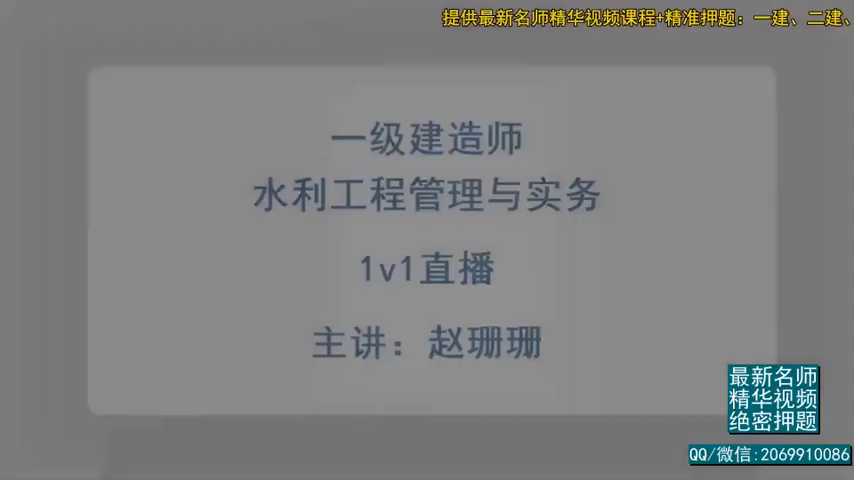 提供最新名师精华视频课程+精准押题：一建、二建、
一级建造师
水利工程管理与实务
1v1直播
主讲：赵珊珊
最新名师
精华视频
绝密押题
QQ/微信:2069910086